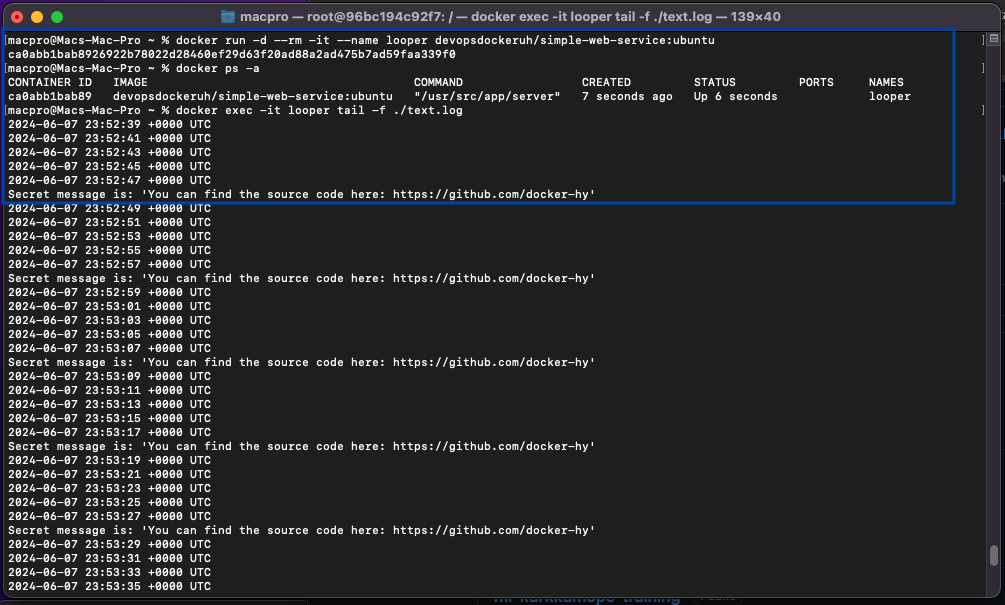 macpro — root@96bc194c92f7: / — docker exec -it looper tail -f ./text.log — 139×40
[macpro@Macs-Mac-Pro ~ % docker run -d --rm -it --name looper devopsdockeruh/simple-web-service:ubuntu ]
ca0abb1bab8926922b78022d28460ef29d63f20ad88a2ad475b7ad59faa339f0
[macpro@Macs-Mac-Pro ~ % docker ps -a ]
CONTAINER ID   IMAGE                                      COMMAND                 CREATED         STATUS         PORTS     NAMES
ca0abb1bab89   devopsdockeruh/simple-web-service:ubuntu   "/usr/src/app/server"   7 seconds ago   Up 6 seconds             looper
[macpro@Macs-Mac-Pro ~ % docker exec -it looper tail -f ./text.log ]
2024-06-07 23:52:39 +0000 UTC
2024-06-07 23:52:41 +0000 UTC
2024-06-07 23:52:43 +0000 UTC
2024-06-07 23:52:45 +0000 UTC
2024-06-07 23:52:47 +0000 UTC
Secret message is: 'You can find the source code here: https://github.com/docker-hy'
2024-06-07 23:52:49 +0000 UTC
2024-06-07 23:52:51 +0000 UTC
2024-06-07 23:52:53 +0000 UTC
2024-06-07 23:52:55 +0000 UTC
2024-06-07 23:52:57 +0000 UTC
Secret message is: 'You can find the source code here: https://github.com/docker-hy'
2024-06-07 23:52:59 +0000 UTC
2024-06-07 23:53:01 +0000 UTC
2024-06-07 23:53:03 +0000 UTC
2024-06-07 23:53:05 +0000 UTC
2024-06-07 23:53:07 +0000 UTC
Secret message is: 'You can find the source code here: https://github.com/docker-hy'
2024-06-07 23:53:09 +0000 UTC
2024-06-07 23:53:11 +0000 UTC
2024-06-07 23:53:13 +0000 UTC
2024-06-07 23:53:15 +0000 UTC
2024-06-07 23:53:17 +0000 UTC
Secret message is: 'You can find the source code here: https://github.com/docker-hy'
2024-06-07 23:53:19 +0000 UTC
2024-06-07 23:53:21 +0000 UTC
2024-06-07 23:53:23 +0000 UTC
2024-06-07 23:53:25 +0000 UTC
2024-06-07 23:53:27 +0000 UTC
Secret message is: 'You can find the source code here: https://github.com/docker-hy'
2024-06-07 23:53:29 +0000 UTC
2024-06-07 23:53:31 +0000 UTC
2024-06-07 23:53:33 +0000 UTC
2024-06-07 23:53:35 +0000 UTC